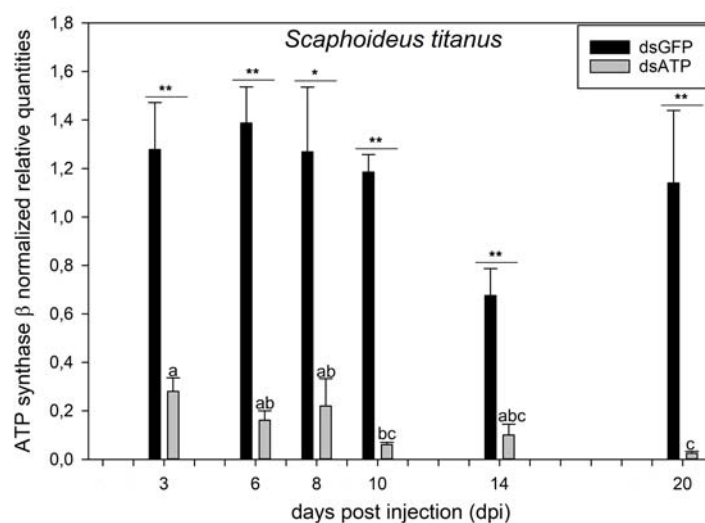 Scaphoideus titanus
dsGFP
dsATP
ATP synthase β normalized relative quantities
1,8
1,6
1,4
1,2
1,0
0,8
0,6
0,4
0,2
0,0
**
**
*
**
**
**
a
ab
ab
bc
abc
c
3
6
8
10
14
20
days post injection (dpi)